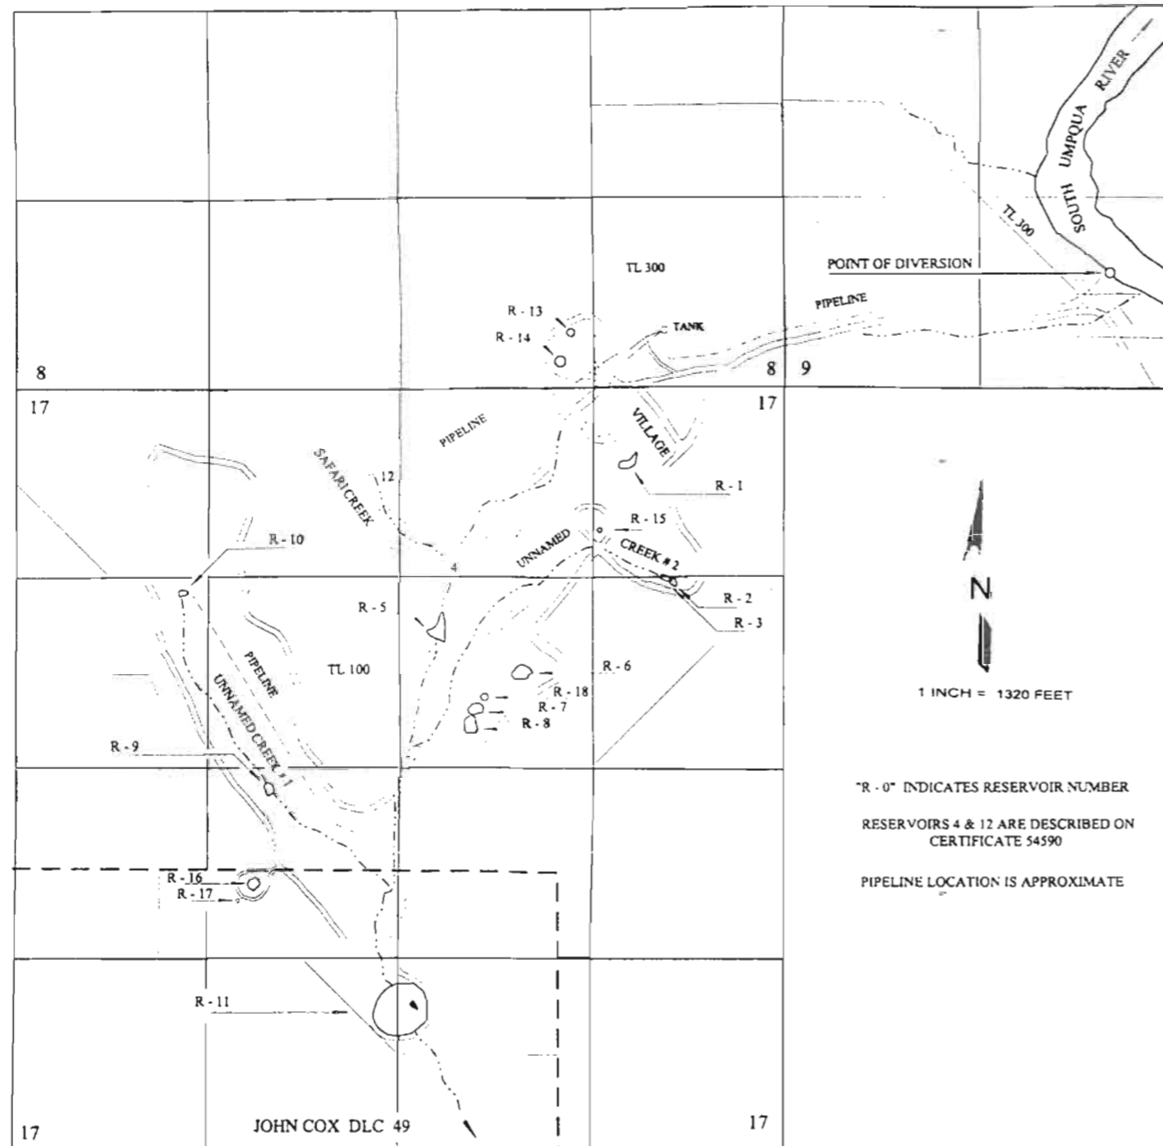 SOUTH UMPQUA RIVER
TL 300
TL 300
POINT OF DIVERSION
PIPELINE
R - 13
TANK
R - 14
8
8
9
17
17
VILLAGE
PIPELINE
SAFARI CREEK
12
R - 1
R - 15
R - 10
UNNAMED CREEK # 2
4
R - 2
R - 5
R - 3
TL 100
R - 6
PIPELINE
R - 18
R - 7
R - 8
UNNAMED CREEK # 1
R - 9
N
1 INCH = 1320 FEET
"R - 0" INDICATES RESERVOIR NUMBER
RESERVOIRS 4 & 12 ARE DESCRIBED ON
CERTIFICATE 54590
PIPELINE LOCATION IS APPROXIMATE
R - 16
R - 17
R - 11
17
JOHN COX DLC 49
17